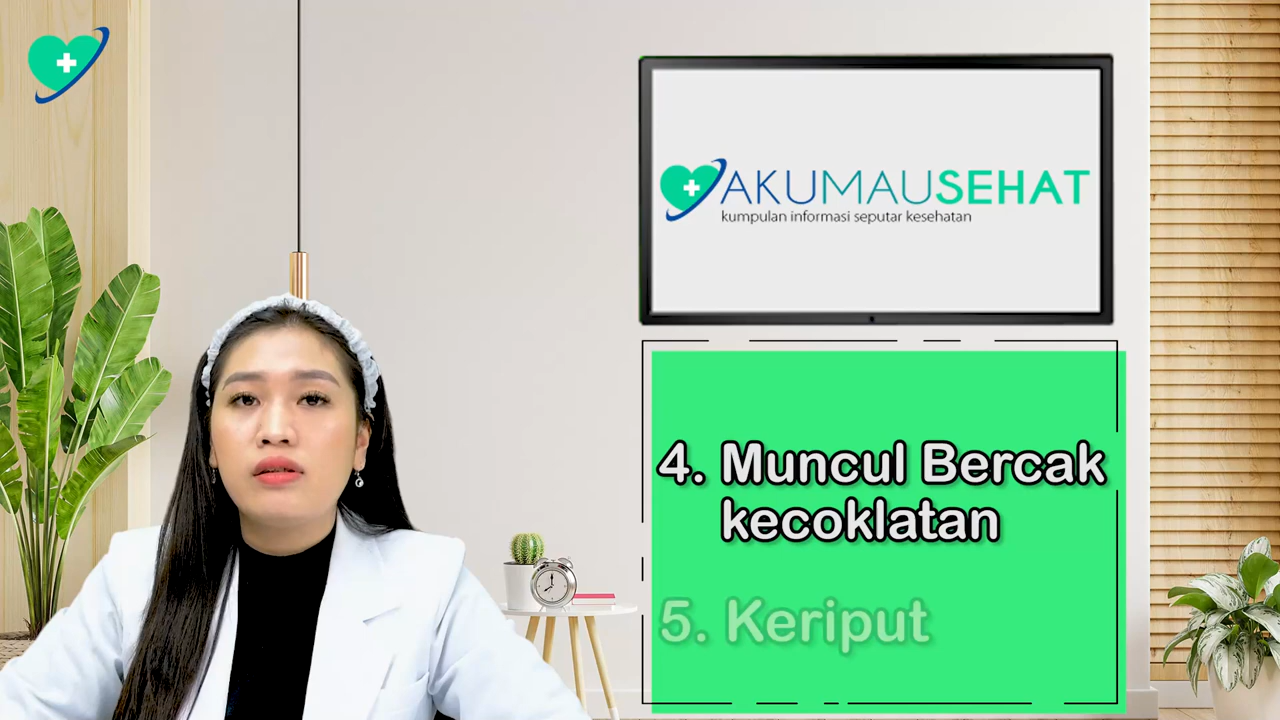 AKUMAUSEHAT
kumpulan informasi seputar kesehatan
4. Muncul Bercak
kecoklatan
5. Keriput